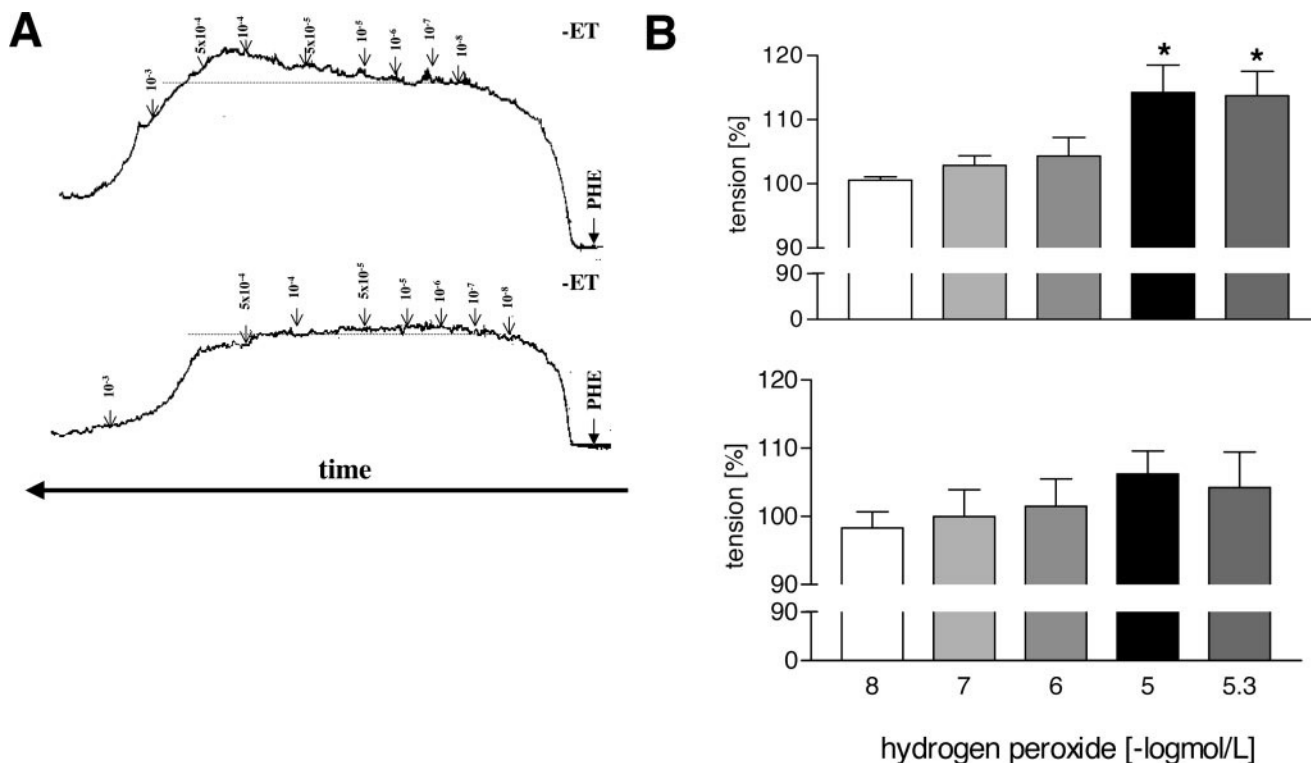 A
-ET
10⁻³
5x10⁻⁴
10⁻⁴
5x10⁻⁵
10⁻⁵
10⁻⁶
10⁻⁷
10⁻⁸
PHE
-ET
10⁻³
5x10⁻⁴
10⁻⁴
5x10⁻⁵
10⁻⁵
10⁻⁶
10⁻⁷
10⁻⁸
PHE
time
B
tension [%]
120
110
100
90
90
0
*
*
tension [%]
120
110
100
90
90
0
8 7 6 5 5.3
hydrogen peroxide [-logmol/L]